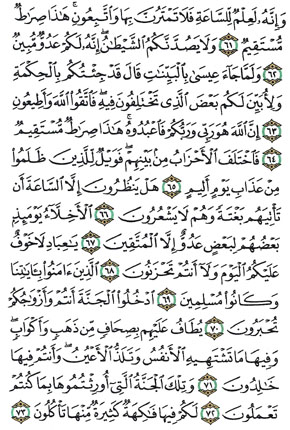 وَإِنَّهُۥ لَعِلْمٌ لِّلسَّاعَةِ فَلَا تَمْتَرُنَّ بِهَا وَٱتَّبِعُونِ ۚ هَٰذَا صِرَٰطٌ
مُّسْتَقِيمٌ ٦١ وَلَا يَصُدَّنَّكُمُ ٱلشَّيْطَٰنُ ۖ إِنَّهُۥ لَكُمْ عَدُوٌّ مُّبِينٌ
٦٢ وَلَمَّا جَآءَ عِيسَىٰ بِٱلْبَيِّنَٰتِ قَالَ قَدْ جِئْتُكُم بِٱلْحِكْمَةِ
وَلِأُبَيِّنَ لَكُم بَعْضَ ٱلَّذِى تَخْتَلِفُونَ فِيهِ ۖ فَٱتَّقُوا۟ ٱللَّهَ وَأَطِيعُونِ
٦٣ إِنَّ ٱللَّهَ هُوَ رَبِّى وَرَبُّكُمْ فَٱعْبُدُوهُ ۚ هَٰذَا صِرَٰطٌ مُّسْتَقِيمٌ
٦٤ فَٱخْتَلَفَ ٱلْأَحْزَابُ مِنۢ بَيْنِهِمْ ۖ فَوَيْلٌ لِّلَّذِينَ ظَلَمُوا۟
مِنْ عَذَابِ يَوْمٍ أَلِيمٍ ٦٥ هَلْ يَنظُرُونَ إِلَّا ٱلسَّاعَةَ أَن
تَأْتِيَهُم بَغْتَةً وَهُمْ لَا يَشْعُرُونَ ٦٦ ٱلْأَخِلَّآءُ يَوْمَئِذٍۭ
بَعْضُهُمْ لِبَعْضٍ عَدُوٌّ إِلَّا ٱلْمُتَّقِينَ ٦٧ يَٰعِبَادِ لَا خَوْفٌ
عَلَيْكُمُ ٱلْيَوْمَ وَلَآ أَنتُمْ تَحْزَنُونَ ٦٨ ٱلَّذِينَ ءَامَنُوا۟ بِـَٔايَٰتِنَا
وَكَانُوا۟ مُسْلِمِينَ ٦٩ ٱدْخُلُوا۟ ٱلْجَنَّةَ أَنتُمْ وَأَزْوَٰجُكُمْ
تُحْبَرُونَ ٧٠ يُطَافُ عَلَيْهِم بِصِحَافٍ مِّن ذَهَبٍ وَأَكْوَابٍ ۖ
وَفِيهَا مَا تَشْتَهِيهِ ٱلْأَنفُسُ وَتَلَذُّ ٱلْأَعْيُنُ ۖ وَأَنتُمْ فِيهَا
خَٰلِدُونَ ٧١ وَتِلْكَ ٱلْجَنَّةُ ٱلَّتِىٓ أُورِثْتُمُوهَا بِمَا كُنتُمْ
تَعْمَلُونَ ٧٢ لَكُمْ فِيهَا فَٰكِهَةٌ كَثِيرَةٌ مِّنْهَا تَأْكُلُونَ ٧٣